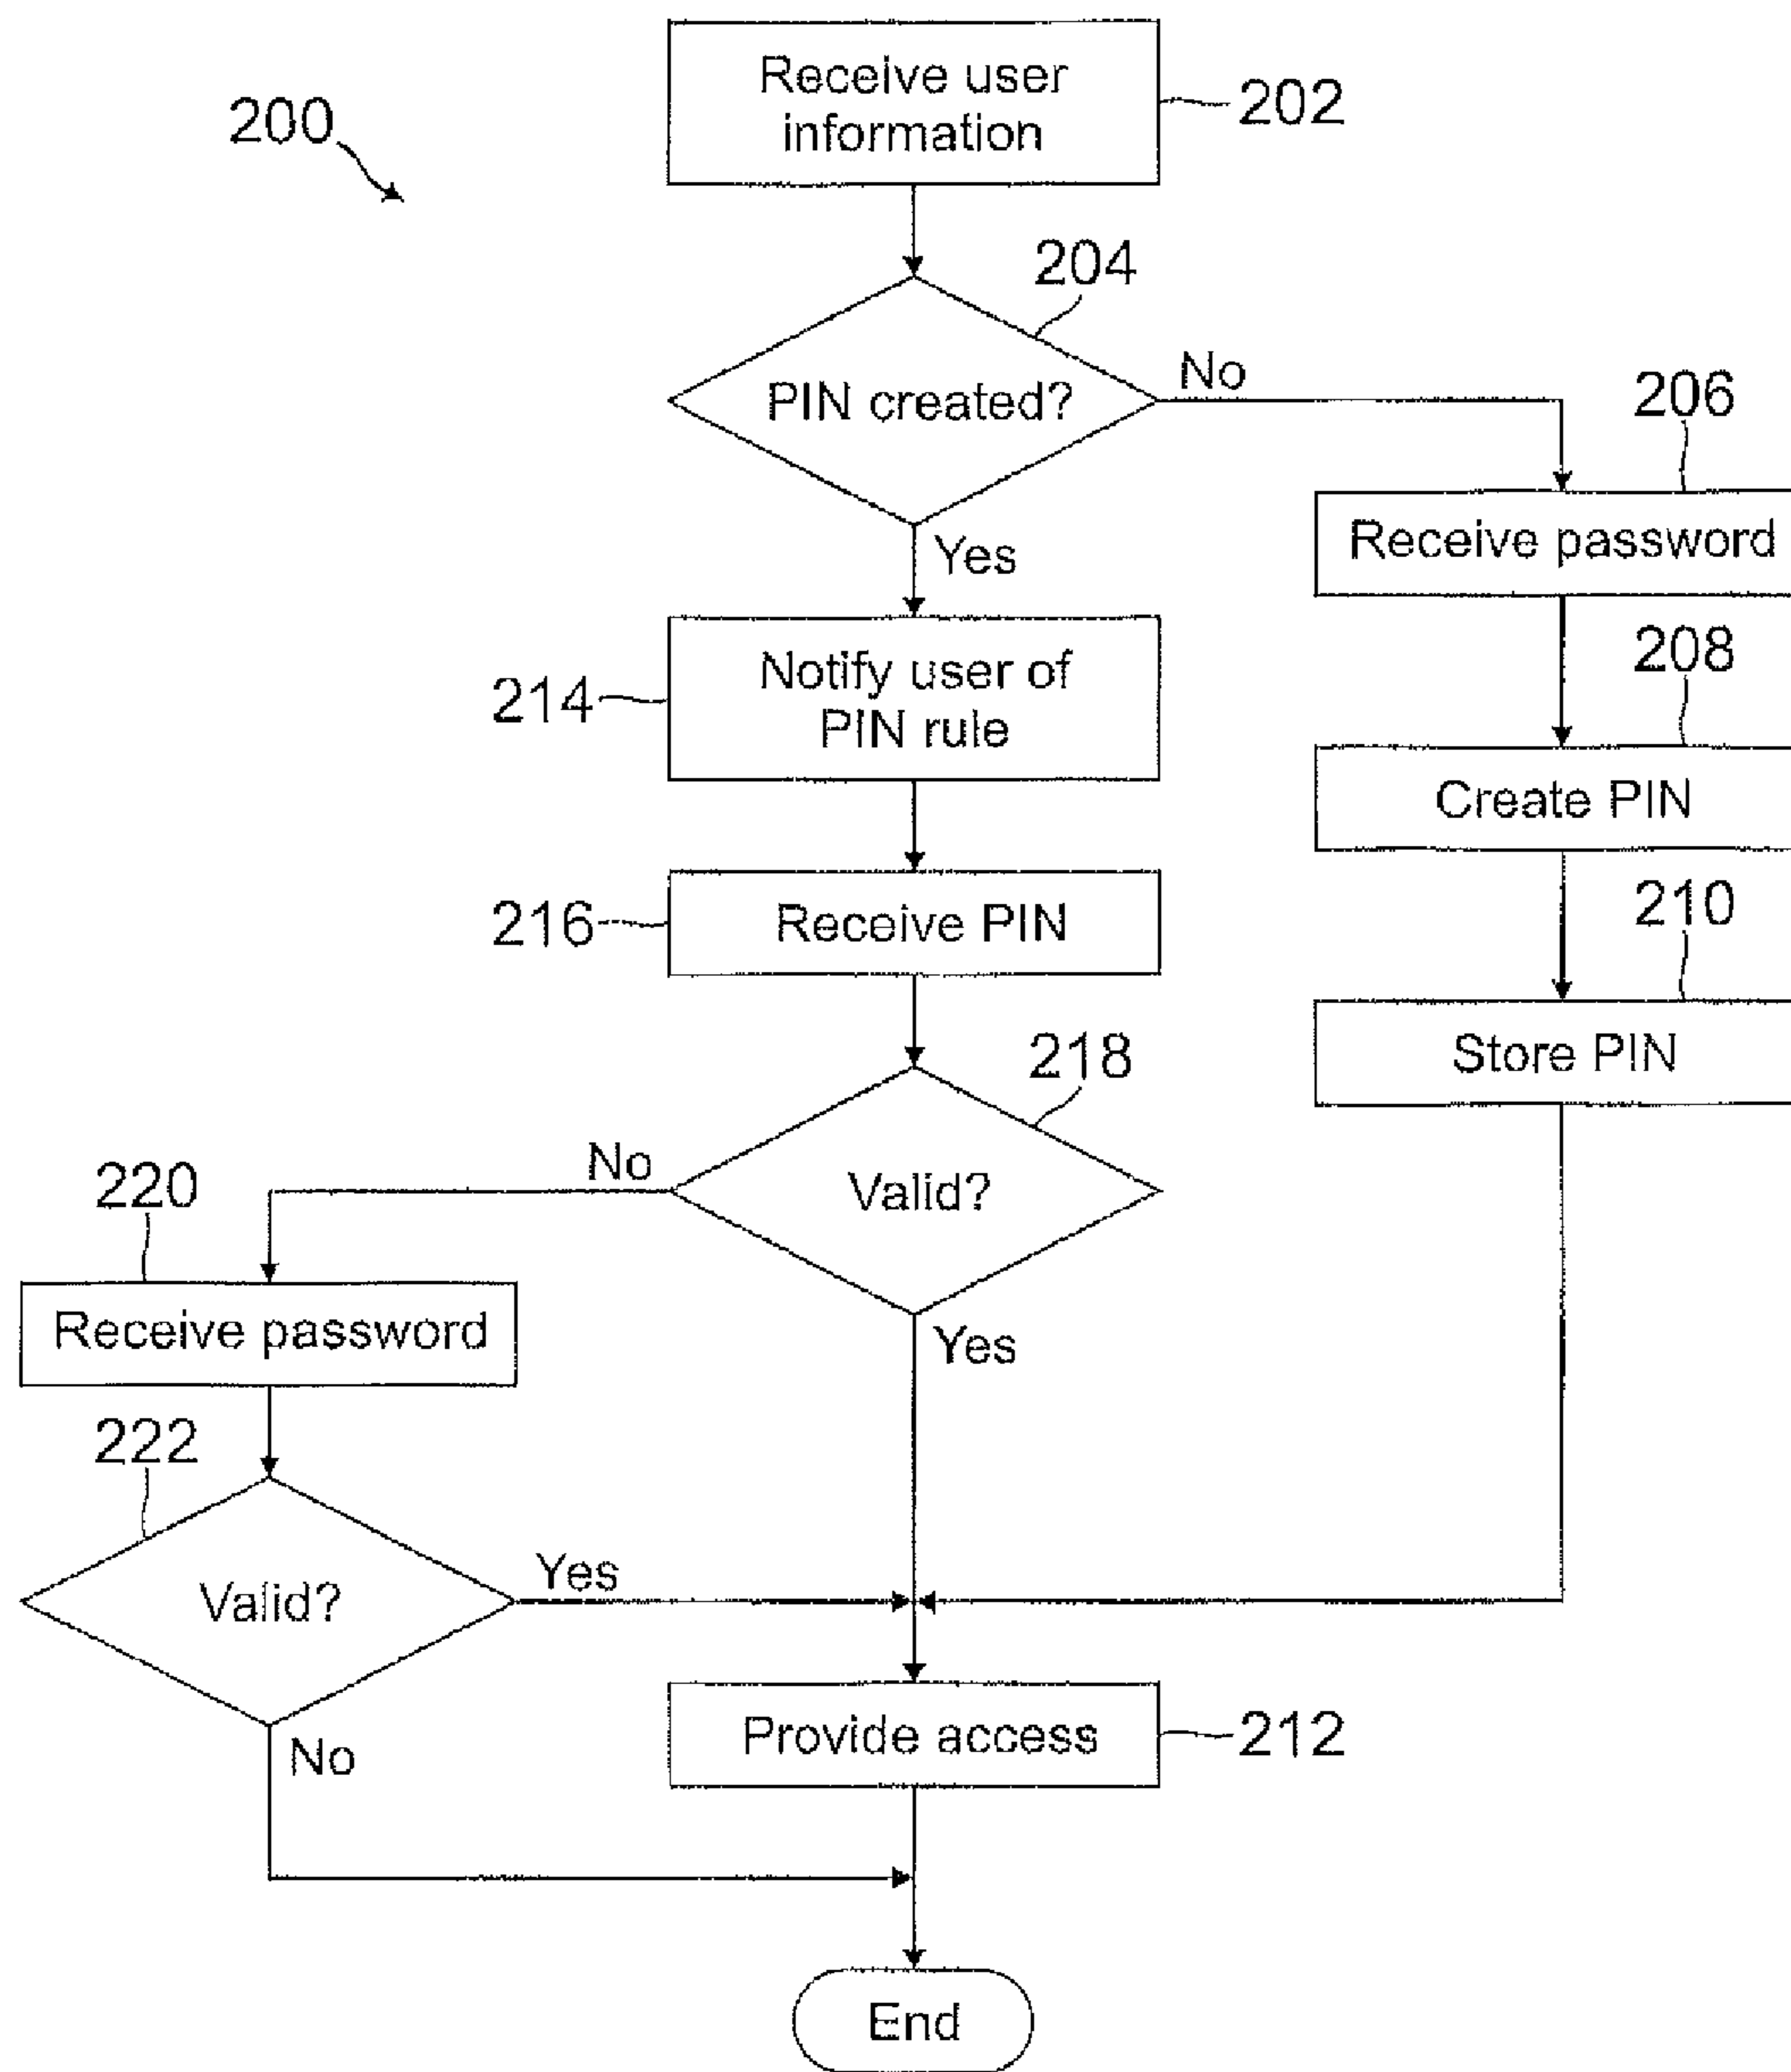 Receive user
information
202
200
204
PIN created?
No
206
Receive password
Yes
208
Notify user of
PIN rule
214
Create PIN
216
Receive PIN
210
Store PIN
218
Valid?
No
220
Receive password
Yes
222
Valid?
Yes
Provide access
212
No
End